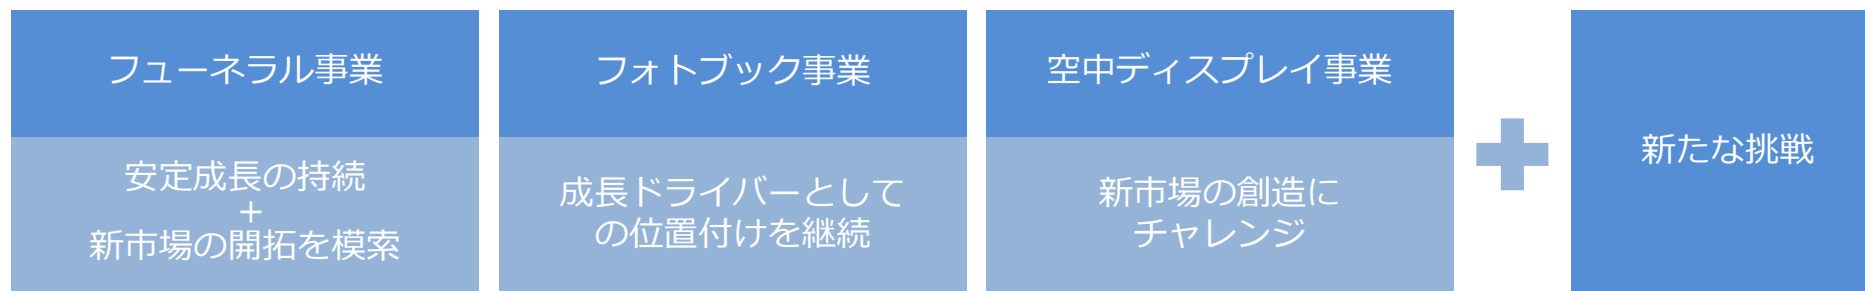 フューネラル事業
安定成長の持続
+
新市場の開拓を模索
フォトブック事業
成長ドライバーとして
の位置付けを継続
空中ディスプレイ事業
新市場の創造に
チャレンジ
新たな挑戦